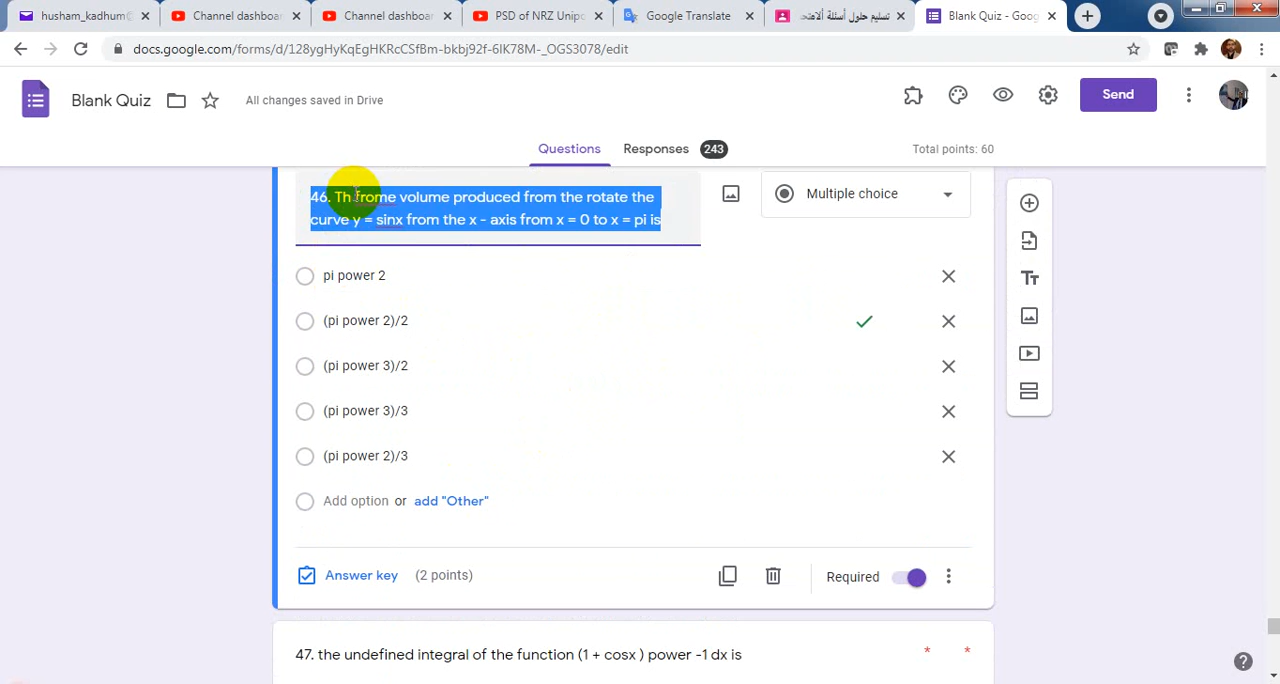 husham_kadhum@
Channel dashboar
Channel dashboar
PSD of NRZ Unipo
Google Translate
تسليم حلول أسئلة ألاعتذ
Blank Quiz - Goog
docs.google.com/forms/d/128ygHyKqEgHKRcCSfBm-bkbj92f-6IK78M-_OGS3078/edit
Blank Quiz
All changes saved in Drive
Send
Questions
Responses 243
Total points: 60
46. Th frome volume produced from the rotate the
curve y = sinx from the x - axis from x = 0 to x = pi is
Multiple choice
pi power 2
(pi power 2)/2
(pi power 3)/2
(pi power 3)/3
(pi power 2)/3
Add option or add "Other"
Answer key (2 points)
Required
47. the undefined integral of the function (1 + cosx ) power -1 dx is * *